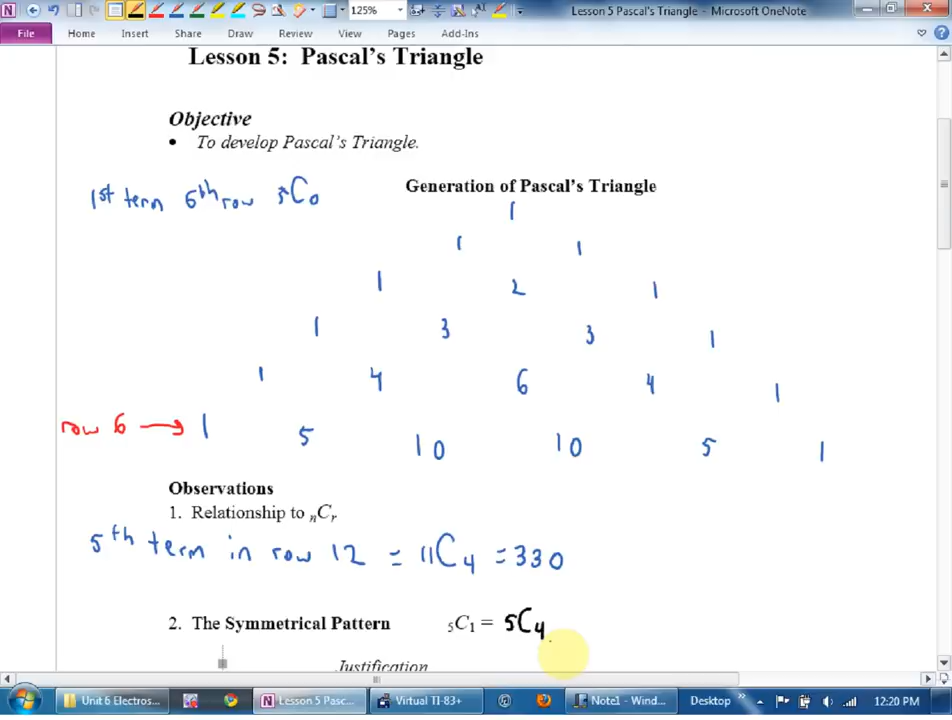 125% Lesson 5 Pascal's Triangle - Microsoft OneNote
File Home Insert Share Draw Review View Pages Add-Ins
Lesson 5: Pascal's Triangle
Objective
• To develop Pascal's Triangle.
Generation of Pascal's Triangle
1st term 6th row ₅C₀
1
1 1
1 2 1
1 3 3 1
1 4 6 4 1
row 6 → 1 5 10 10 5 1
Observations
1. Relationship to ₙCᵣ
5th term in row 12 = 11C₄ = 330
2. The Symmetrical Pattern ₅C₁ = 5C₄
Justification
Unit 6 Electros... Lesson 5 Pasc... Virtual TI-83+ Note1 - Wind... Desktop » 12:20 PM